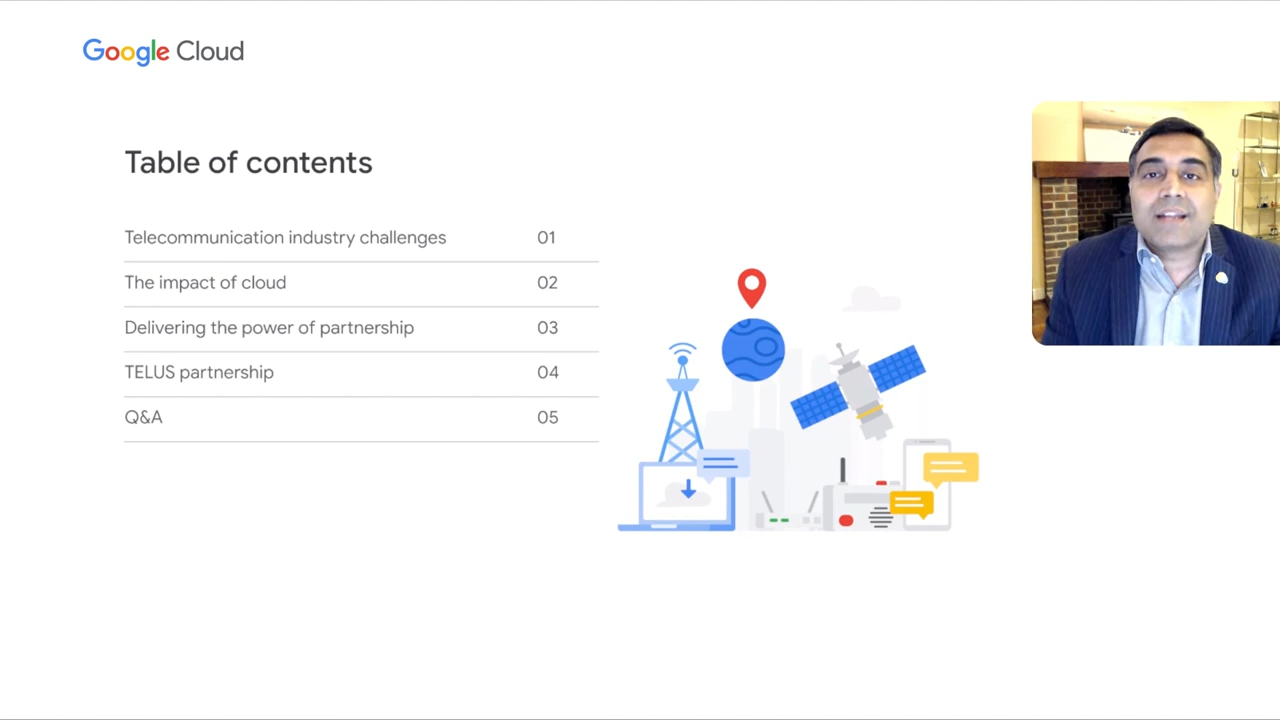 Google Cloud
Table of contents
Telecommunication industry challenges 01
The impact of cloud 02
Delivering the power of partnership 03
TELUS partnership 04
Q&A 05